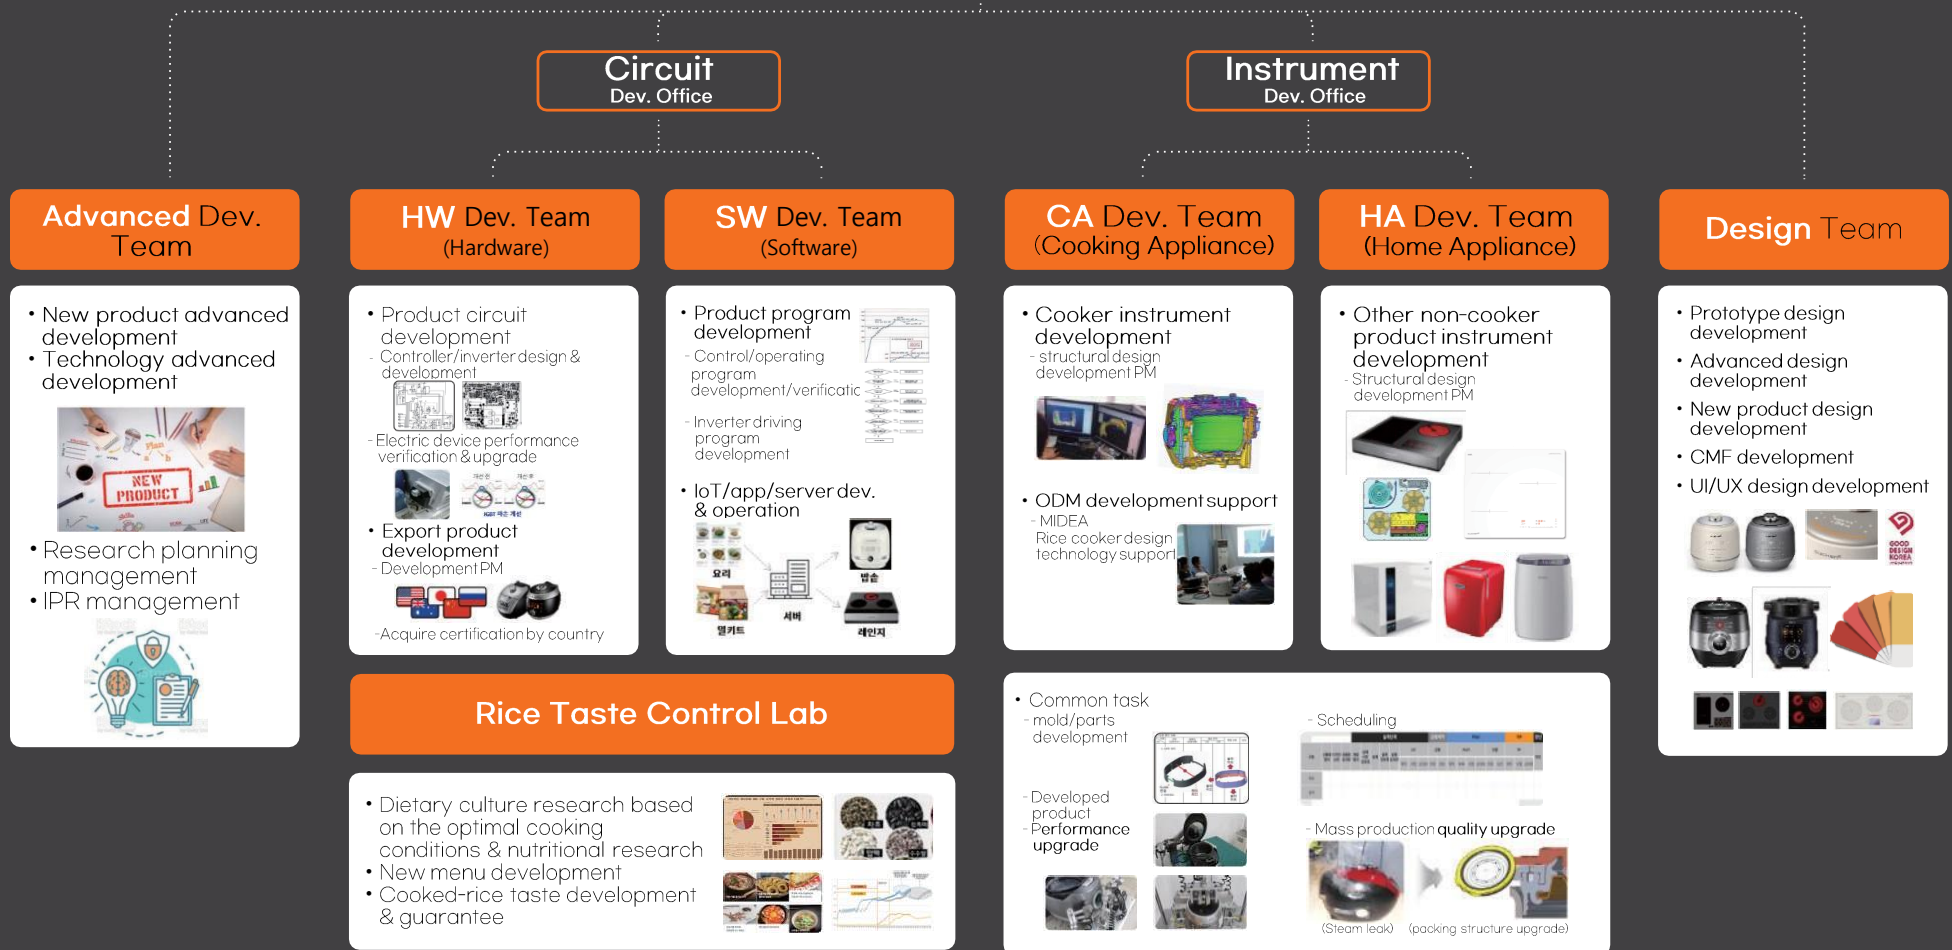 Circuit
Dev. Office
Instrument
Dev. Office
Advanced Dev.
Team
HW Dev. Team
(Hardware)
SW Dev. Team
(Software)
CA Dev. Team
(Cooking Appliance)
HA Dev. Team
(Home Appliance)
Design Team
• New product advanced
development
• Technology advanced
development
NEW
PRODUCT
• Research planning
management
• IPR management
• Product circuit
development
- Controller/inverter design &
development
- Electric device performance
verification & upgrade
• Export product
development
- Development PM
-Acquire certification by country
• Product program
development
- Control/operating
program
development/verificatic
- Inverter driving
program
development
• IoT/app/server dev.
& operation
요리
밥솥
서버
밀키트
레인지
• Cooker instrument
development
- structural design
development PM
• ODM development support
- MIDEA
Rice cooker design
technology support
• Other non-cooker
product instrument
development
- Structural design
development PM
• Prototype design
development
• Advanced design
development
• New product design
development
• CMF development
• UI/UX design development
GOOD
DESIGN
KOREA
Rice Taste Control Lab
• Dietary culture research based
on the optimal cooking
conditions & nutritional research
• New menu development
• Cooked-rice taste development
& guarantee
• Common task
- mold/parts
development
- Developed
product
- Performance
upgrade
- Scheduling
- Mass production quality upgrade
(Steam leak)
(packing structure upgrade)